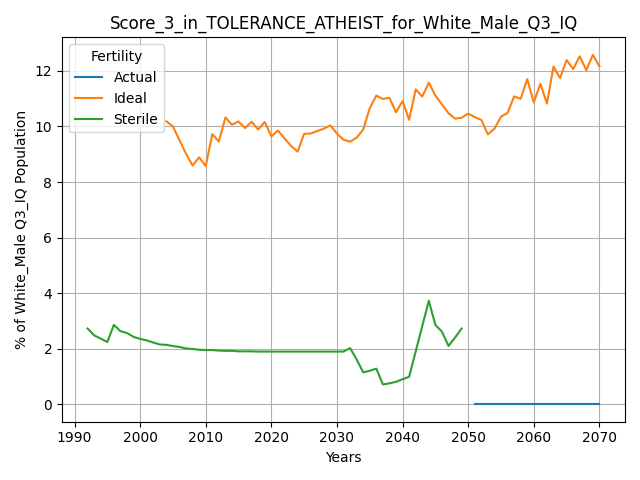 Score_3_in_TOLERANCE_ATHEIST_for_White_Male_Q3_IQ
Fertility
Actual
Ideal
Sterile
% of White_Male Q3_IQ Population
12
10
8
6
4
2
0
1990 2000 2010 2020 2030 2040 2050 2060 2070
Years